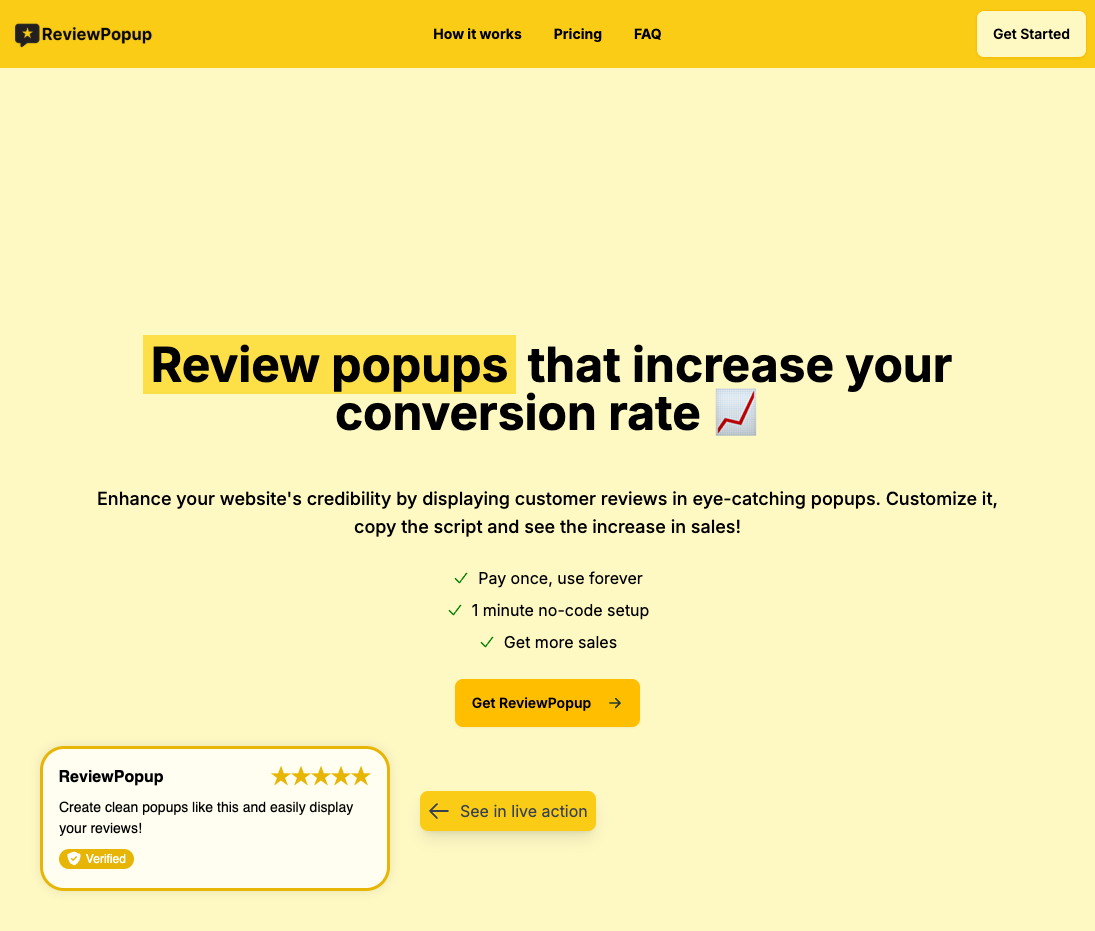 ReviewPopup
How it works
Pricing
FAQ
Get Started
Review popups that increase your
conversion rate 📈
Enhance your website's credibility by displaying customer reviews in eye-catching popups. Customize it,
copy the script and see the increase in sales!
Pay once, use forever
1 minute no-code setup
Get more sales
Get ReviewPopup
ReviewPopup
Create clean popups like this and easily display
your reviews!
Verified
See in live action